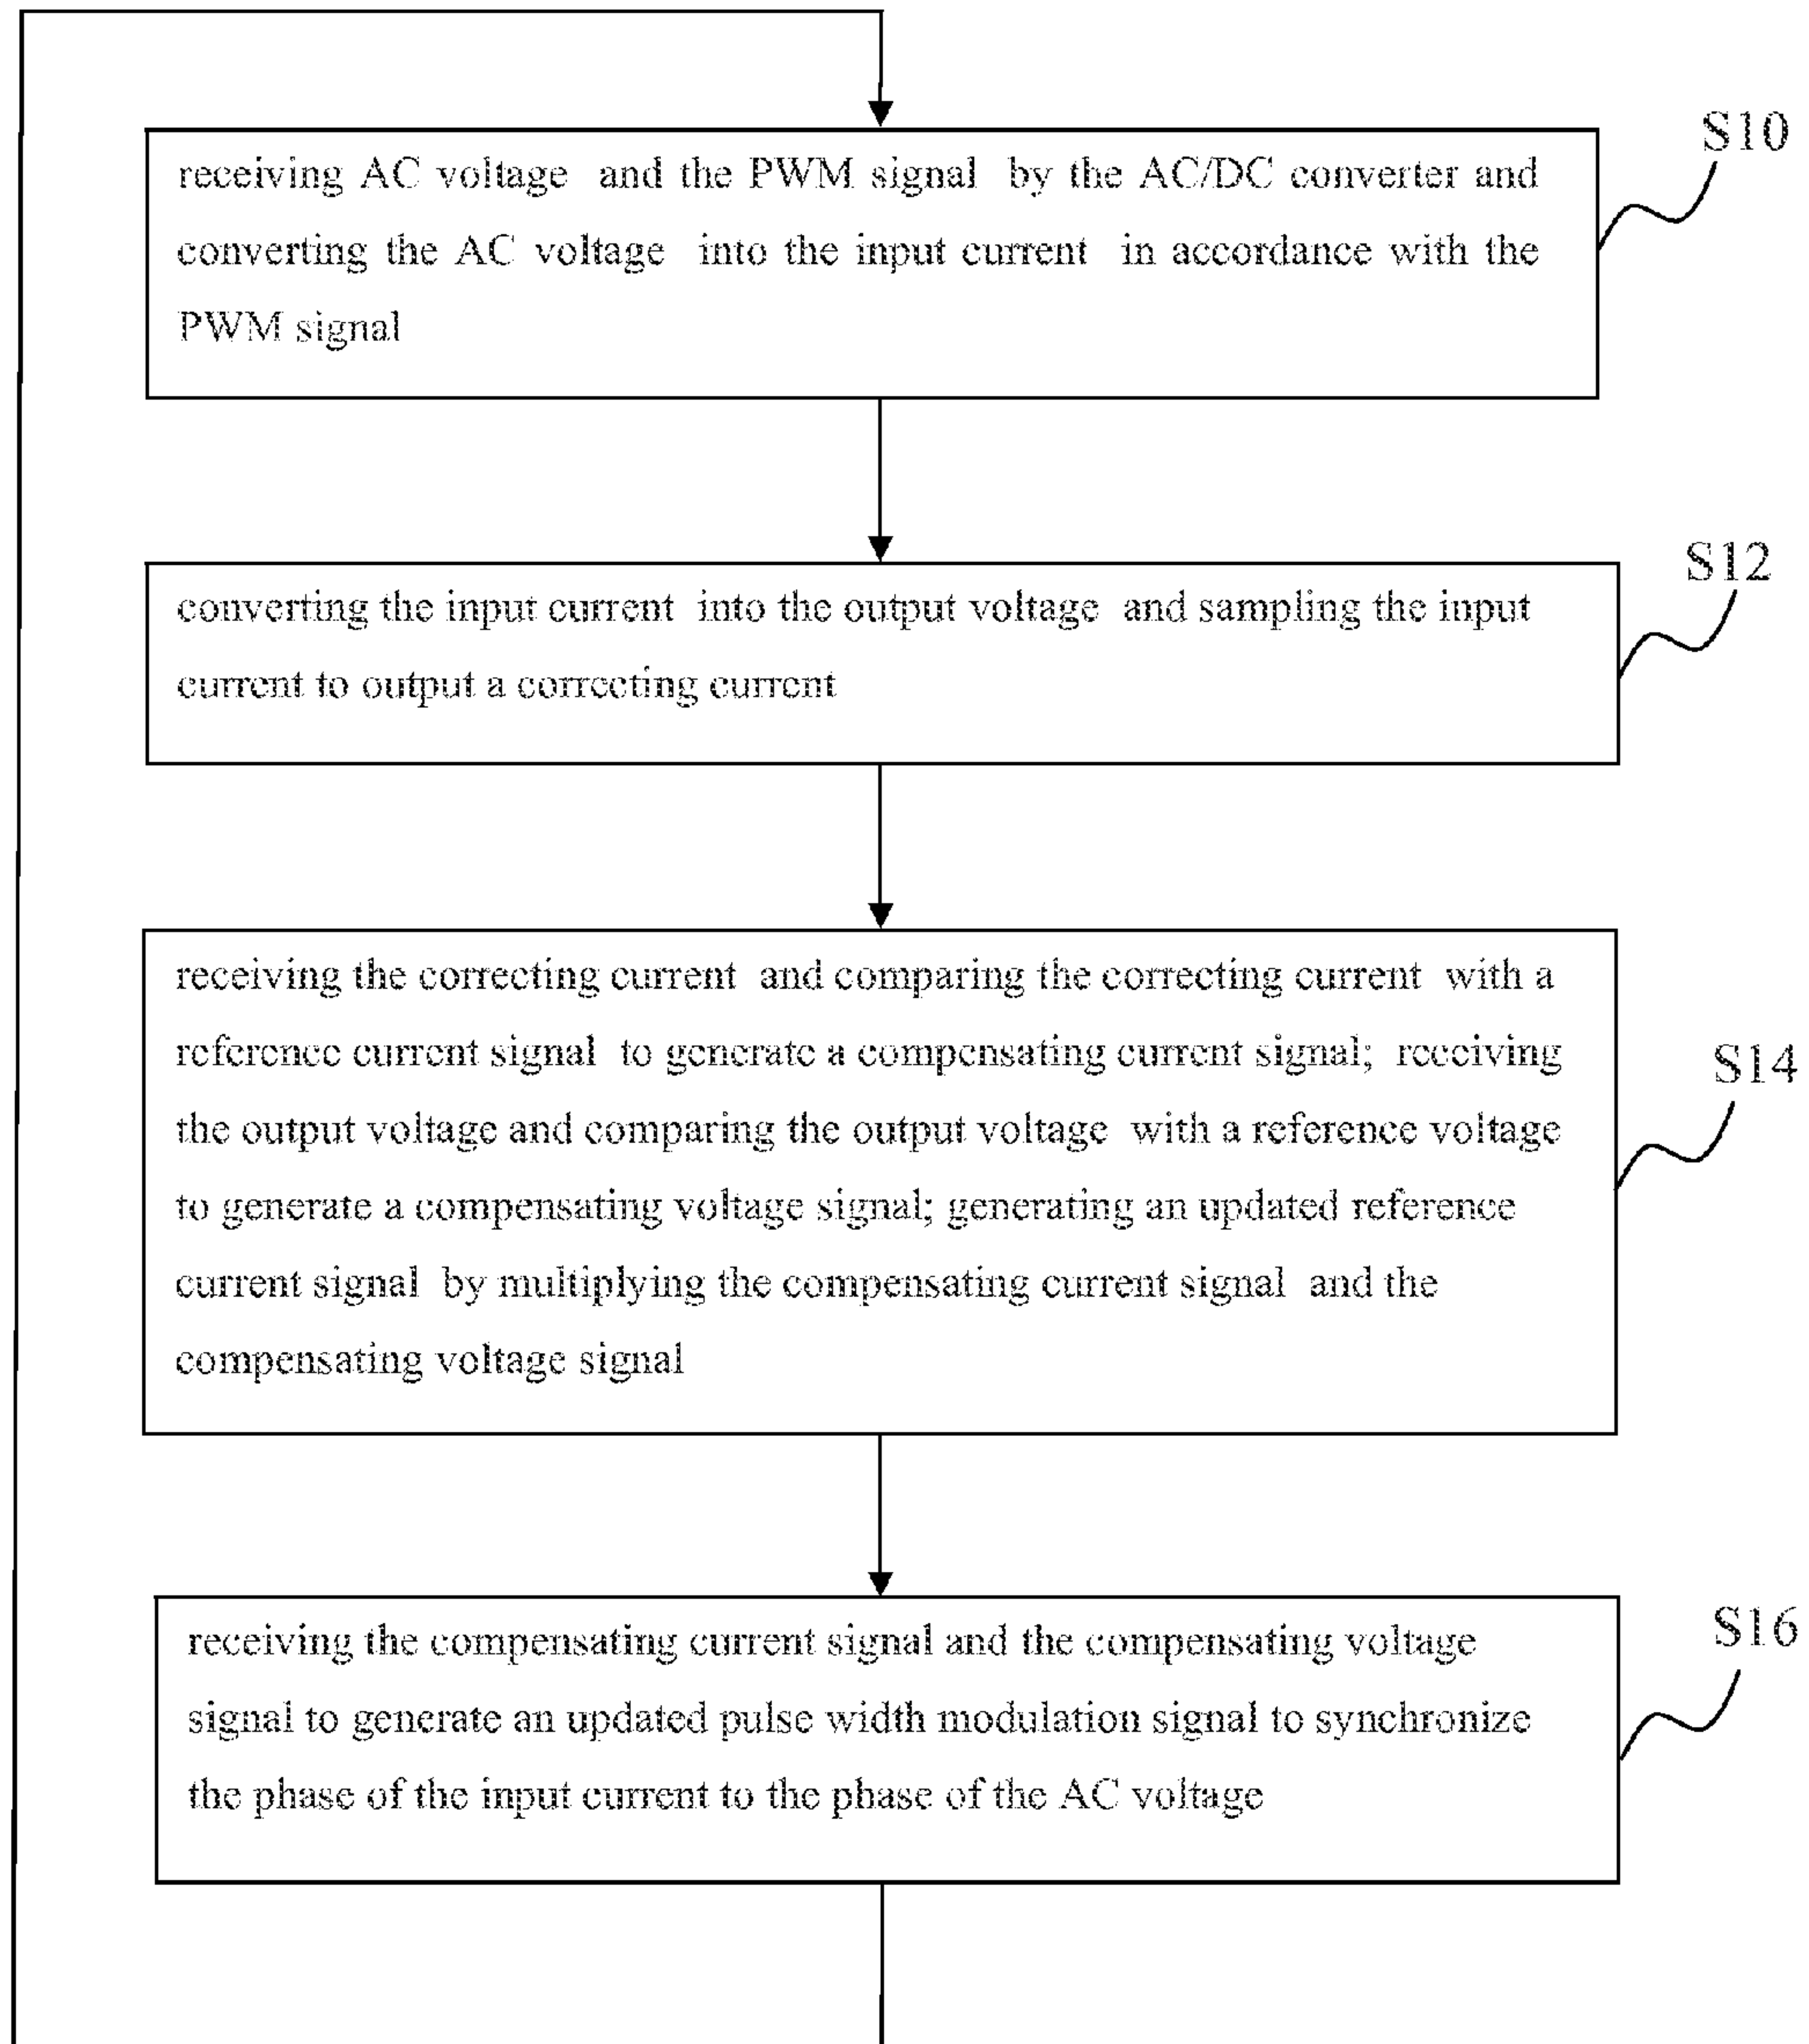 S10
receiving AC voltage and the PWM signal by the AC/DC converter and
converting the AC voltage into the input current in accordance with the
PWM signal
S12
converting the input current into the output voltage and sampling the input
current to output a correcting current
receiving the correcting current and comparing the correcting current with a
reference current signal to generate a compensating current signal; receiving
S14
the output voltage and comparing the output voltage with a reference voltage
to generate a compensating voltage signal; generating an updated reference
current signal by multiplying the compensating current signal and the
compensating voltage signal
S16
receiving the compensating current signal and the compensating voltage
signal to generate an updated pulse width modulation signal to synchronize
the phase of the input current to the phase of the AC voltage